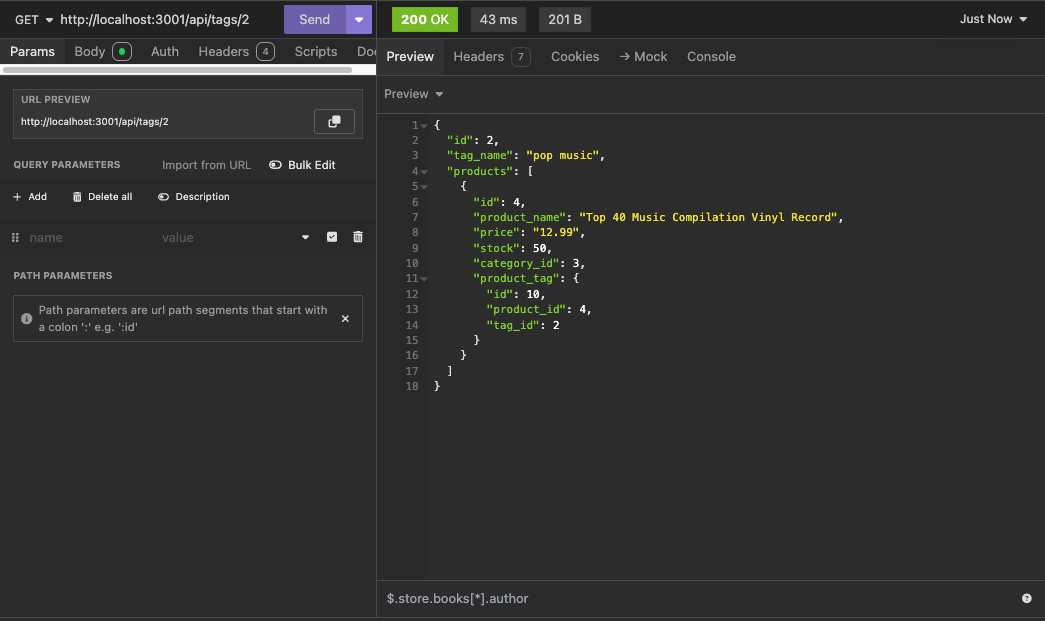 GET http://localhost:3001/api/tags/2 Send
200 OK 43 ms 201 B Just Now
Params Body Auth Headers 4 Scripts Doc
Preview Headers 7 Cookies → Mock Console
Preview
URL PREVIEW
http://localhost:3001/api/tags/2
QUERY PARAMETERS Import from URL Bulk Edit
+ Add Delete all Description
name value
PATH PARAMETERS
Path parameters are url path segments that start with
a colon ':' e.g. ':id'
1 {
2 "id": 2,
3 "tag_name": "pop music",
4 "products": [
5 {
6 "id": 4,
7 "product_name": "Top 40 Music Compilation Vinyl Record",
8 "price": "12.99",
9 "stock": 50,
10 "category_id": 3,
11 "product_tag": {
12 "id": 10,
13 "product_id": 4,
14 "tag_id": 2
15 }
16 }
17 ]
18 }
$.store.books[*].author